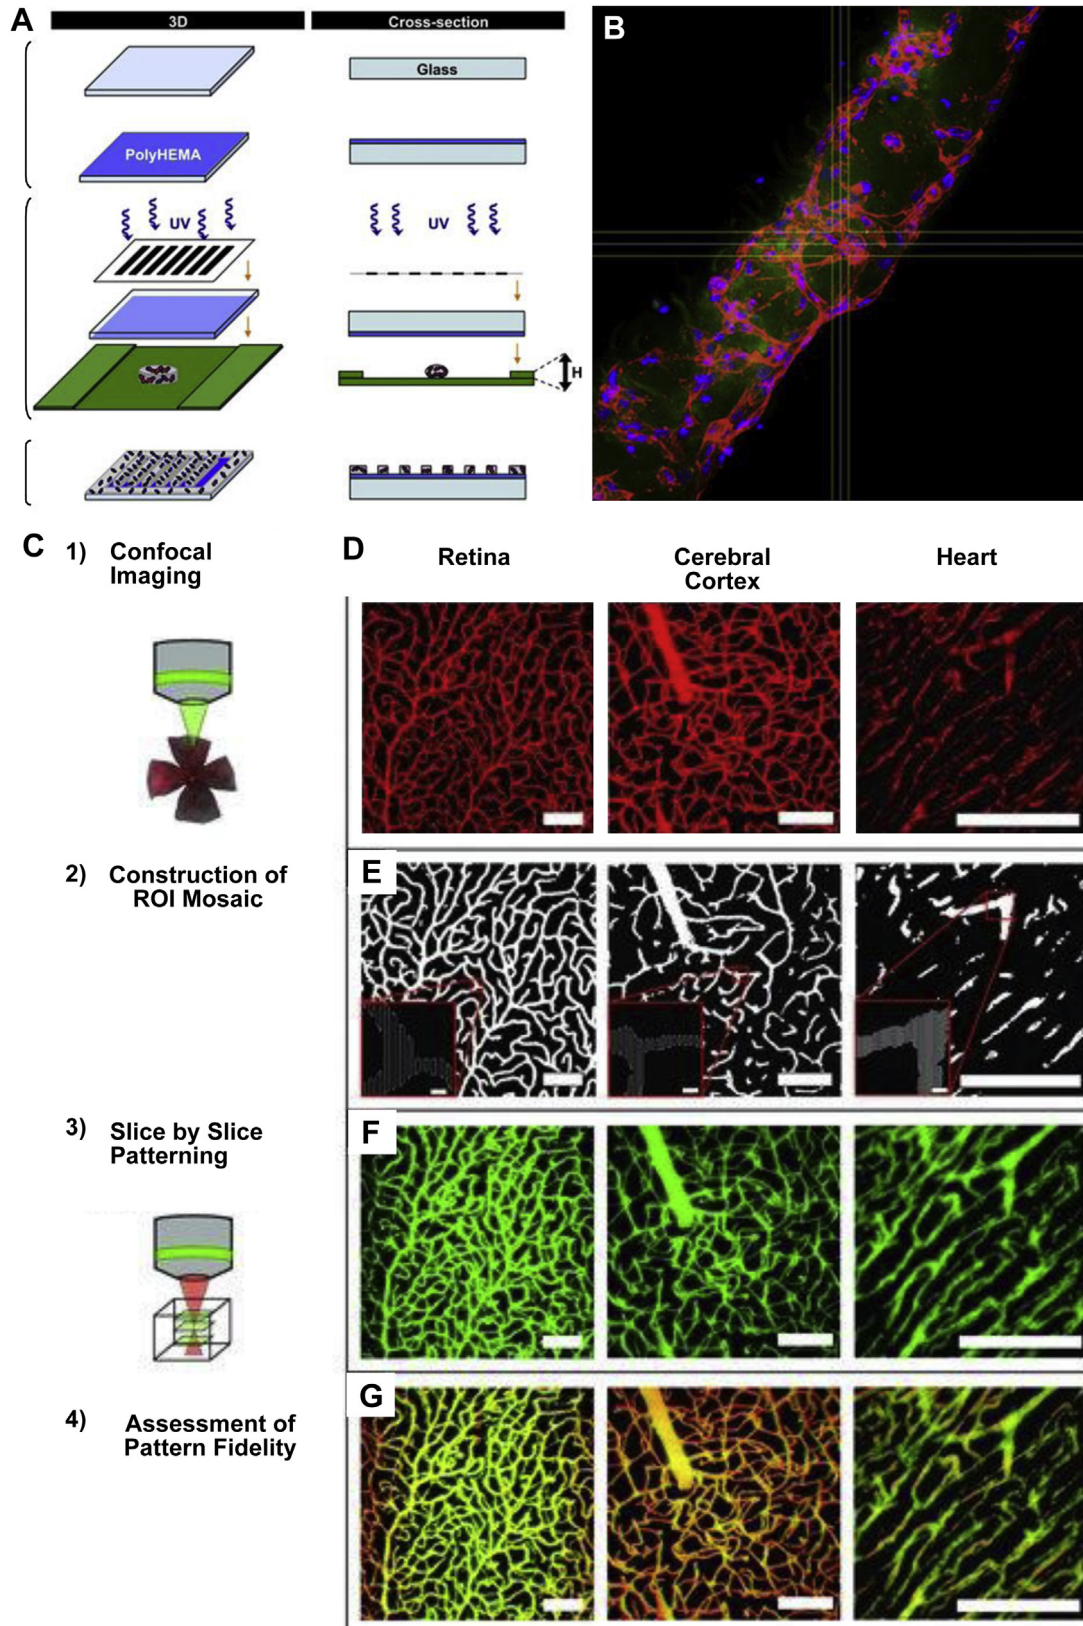 A
3D
Cross-section
Glass
PolyHEMA
UV
UV
H
B
C
1) Confocal
Imaging
D
Retina
Cerebral
Cortex
Heart
2) Construction of
ROI Mosaic
E
3) Slice by Slice
Patterning
F
4) Assessment of
Pattern Fidelity
G